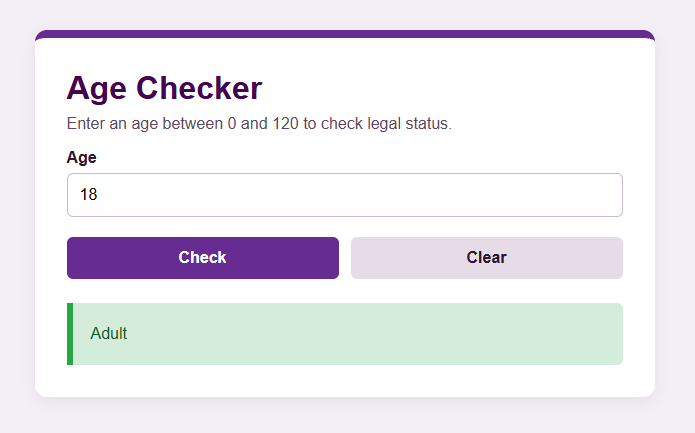 Age Checker
Enter an age between 0 and 120 to check legal status.
Age
18
Check
Clear
Adult